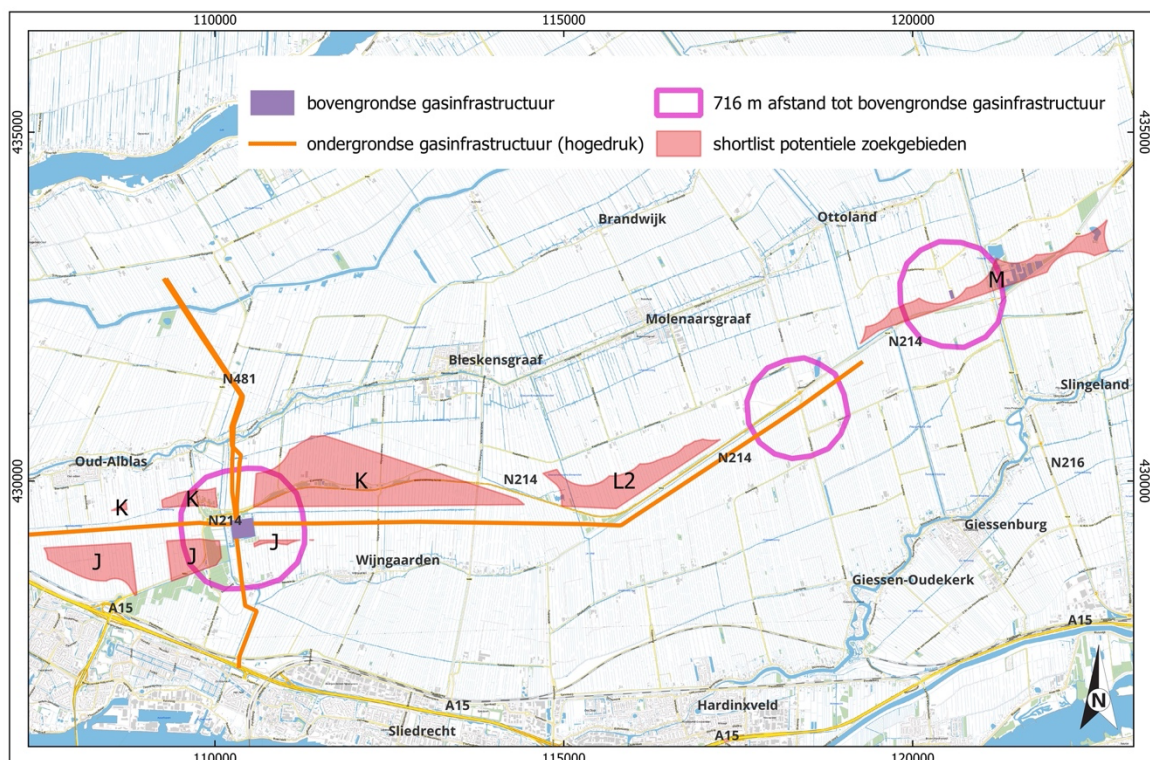 110000 115000 120000
bovengrondse gasinfrastructuur
716 m afstand tot bovengrondse gasinfrastructuur
ondergrondse gasinfrastructuur (hogedruk)
shortlist potentiele zoekgebieden
435000 435000
Brandwijk
Ottoland
M
Molenaarsgraaf
N214
Bleskensgraaf
N481
Slingeland
Oud-Alblas
N214
N214
N216
430000 430000
K
K
K
L2
N214
Giessenburg
J
J
J
Wijngaarden
Giessen-Oudekerk
A15
A15
A15
Hardinxveld
Sliedrecht
A15
N
110000 115000 120000